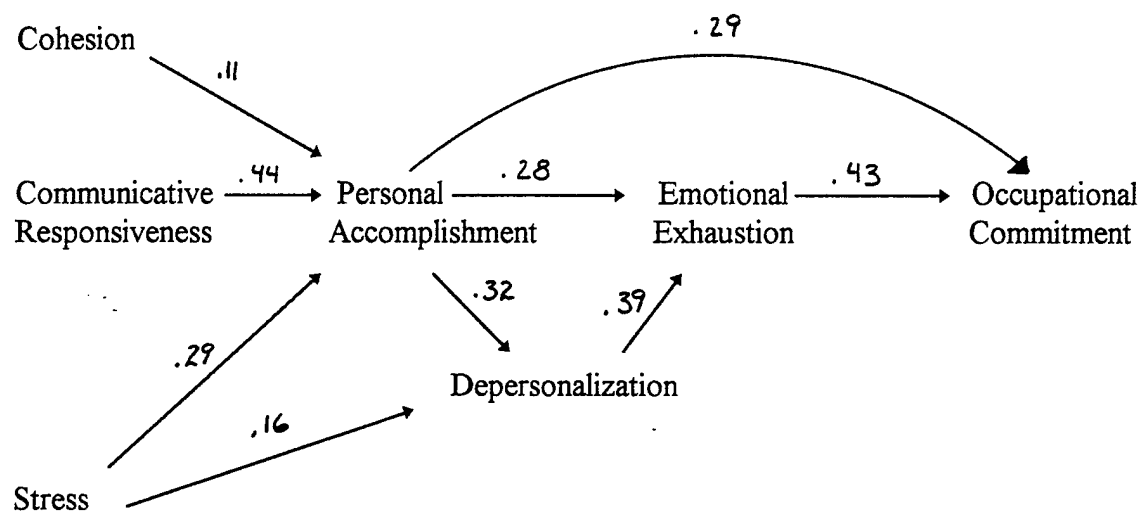 Cohesion
.29
.11
Communicative
Responsiveness
.44
Personal
Accomplishment
.28
Emotional
Exhaustion
.43
Occupational
Commitment
.32
.39
.29
Depersonalization
.16
Stress